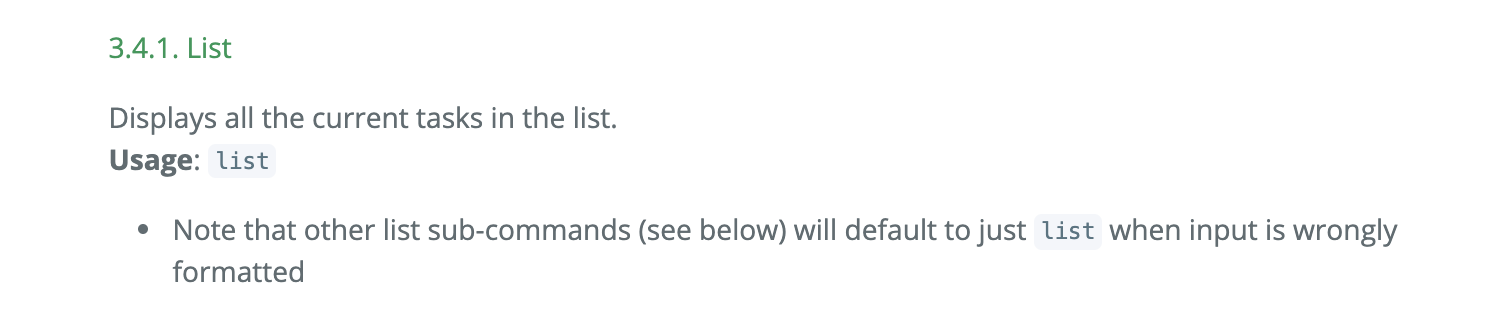 3.4.1. List
Displays all the current tasks in the list.
Usage: list
• Note that other list sub-commands (see below) will default to just list when input is wrongly
formatted